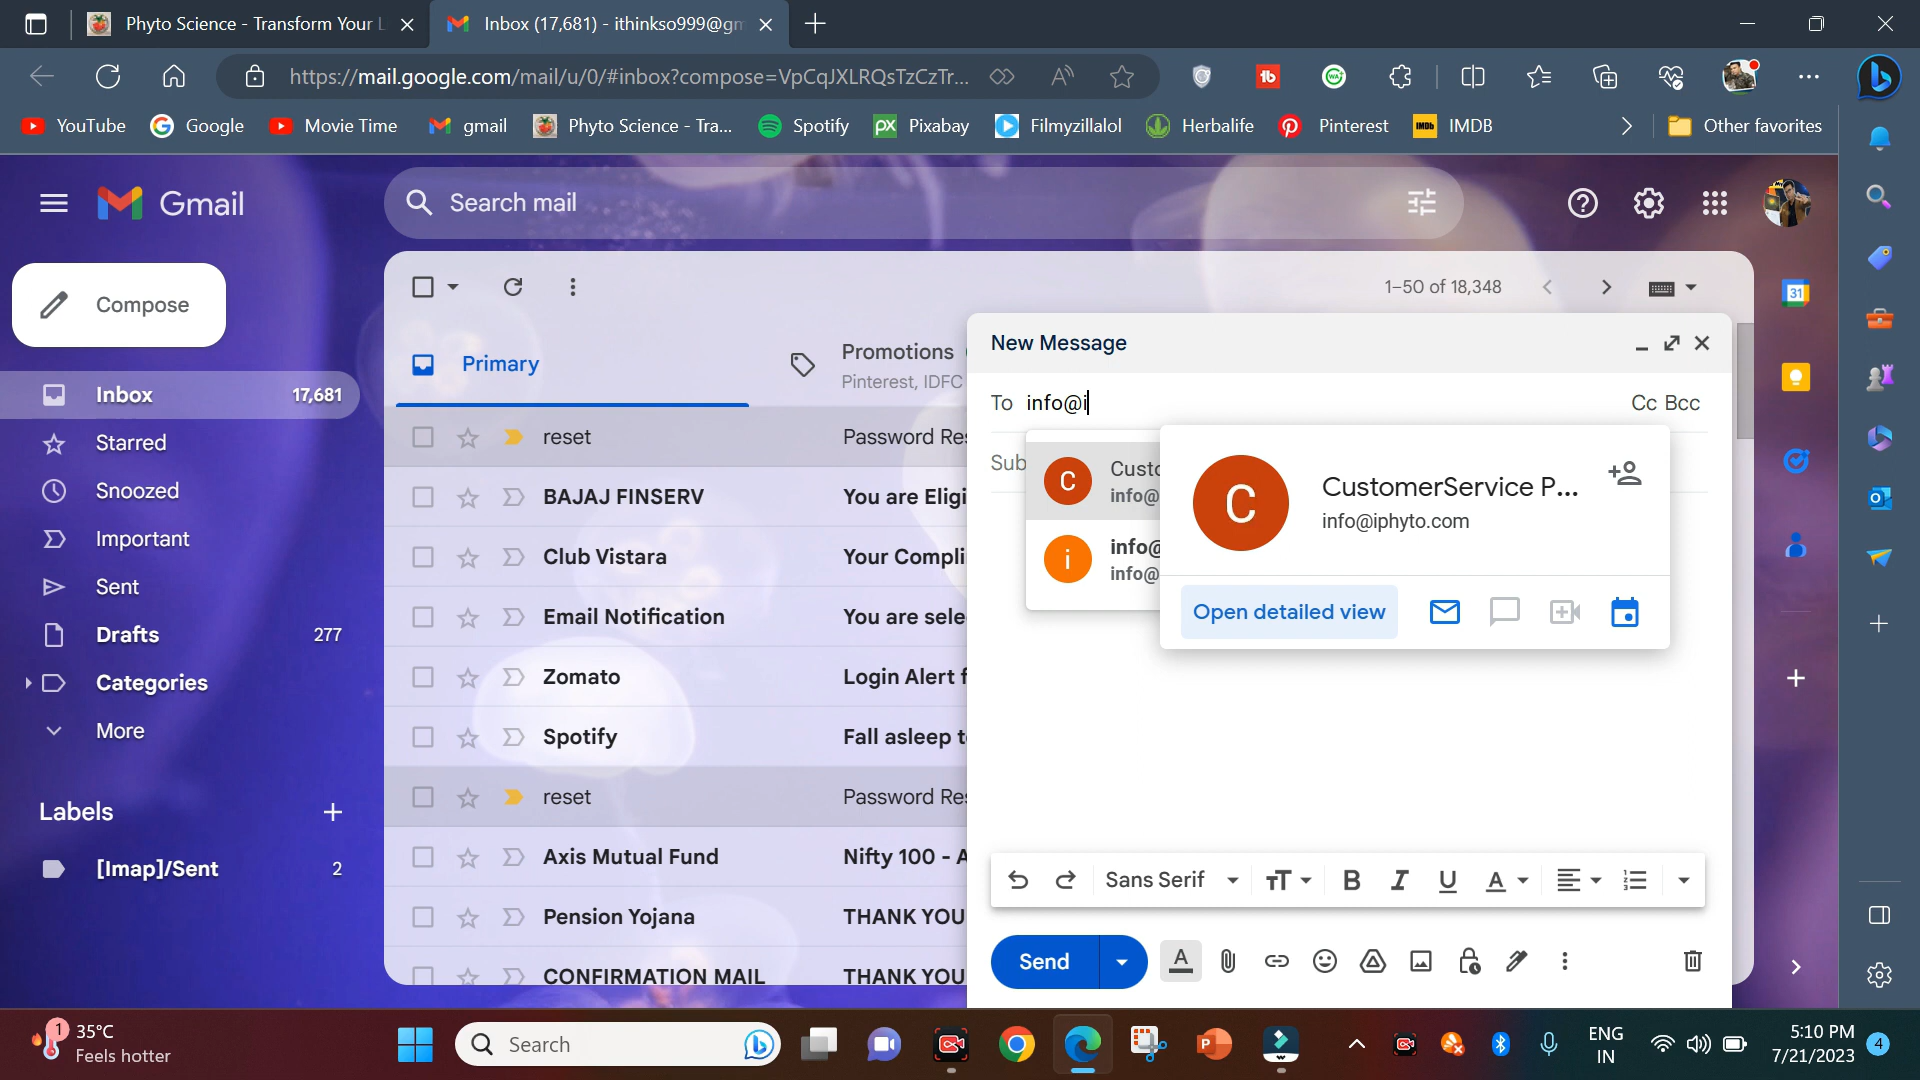 Phyto Science - Transform Your L
Inbox (17,681) - ithinkso999@gm
https://mail.google.com/mail/u/0/#inbox?compose=VpCqJXLRQsTzCzTr...
YouTube
Google
Movie Time
gmail
Phyto Science - Tra...
Spotify
Pixabay
Filmyzillalol
Herbalife
Pinterest
IMDB
Other favorites
Gmail
Search mail
Compose
1–50 of 18,348
Inbox 17,681
Starred
Snoozed
Important
Sent
Drafts 277
Categories
More
Labels
[Imap]/Sent 2
Primary
Promotions
Pinterest, IDFC
reset Password Res
BAJAJ FINSERV You are Eligi
Club Vistara Your Compli
Email Notification You are sele
Zomato Login Alert f
Spotify Fall asleep t
reset Password Res
Axis Mutual Fund Nifty 100 - A
Pension Yojana THANK YOU
CONFIRMATION MAIL THANK YOU
New Message
To info@i
Cc Bcc
Sub
C Custo
info@
i info@
info@
C
CustomerService P...
info@iphyto.com
Open detailed view
Sans Serif
Send
1 35°C
Feels hotter
Search
ENG
IN
5:10 PM
7/21/2023
4